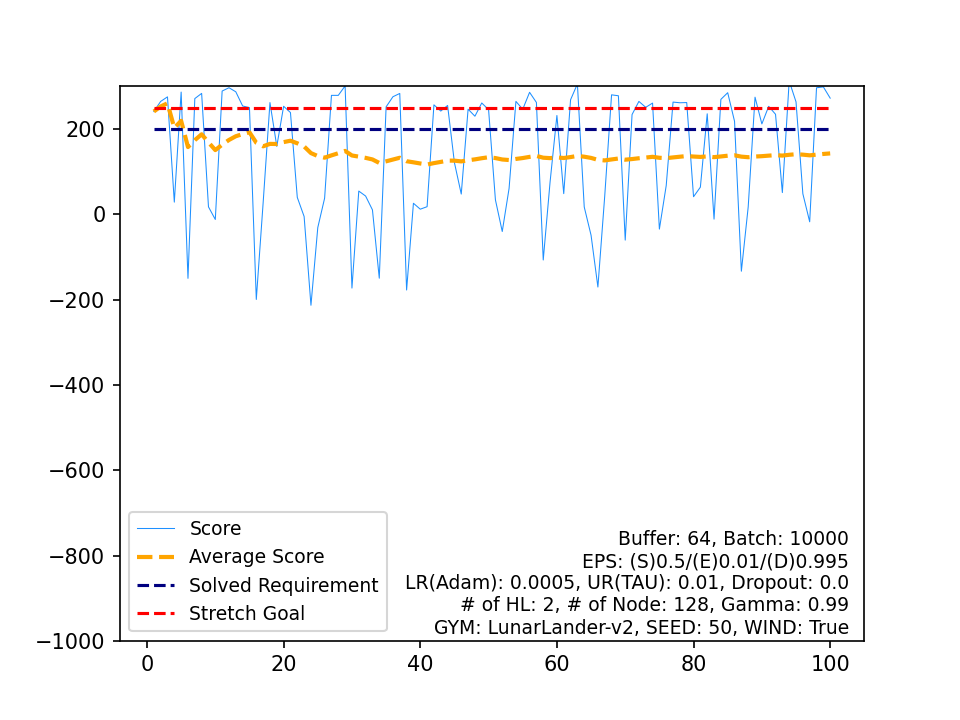 200
0
−200
−400
−600
−800
−1000
0
20
40
60
80
100
Score
Average Score
Solved Requirement
Stretch Goal
Buffer: 64, Batch: 10000
EPS: (S)0.5/(E)0.01/(D)0.995
LR(Adam): 0.0005, UR(TAU): 0.01, Dropout: 0.0
# of HL: 2, # of Node: 128, Gamma: 0.99
GYM: LunarLander-v2, SEED: 50, WIND: True